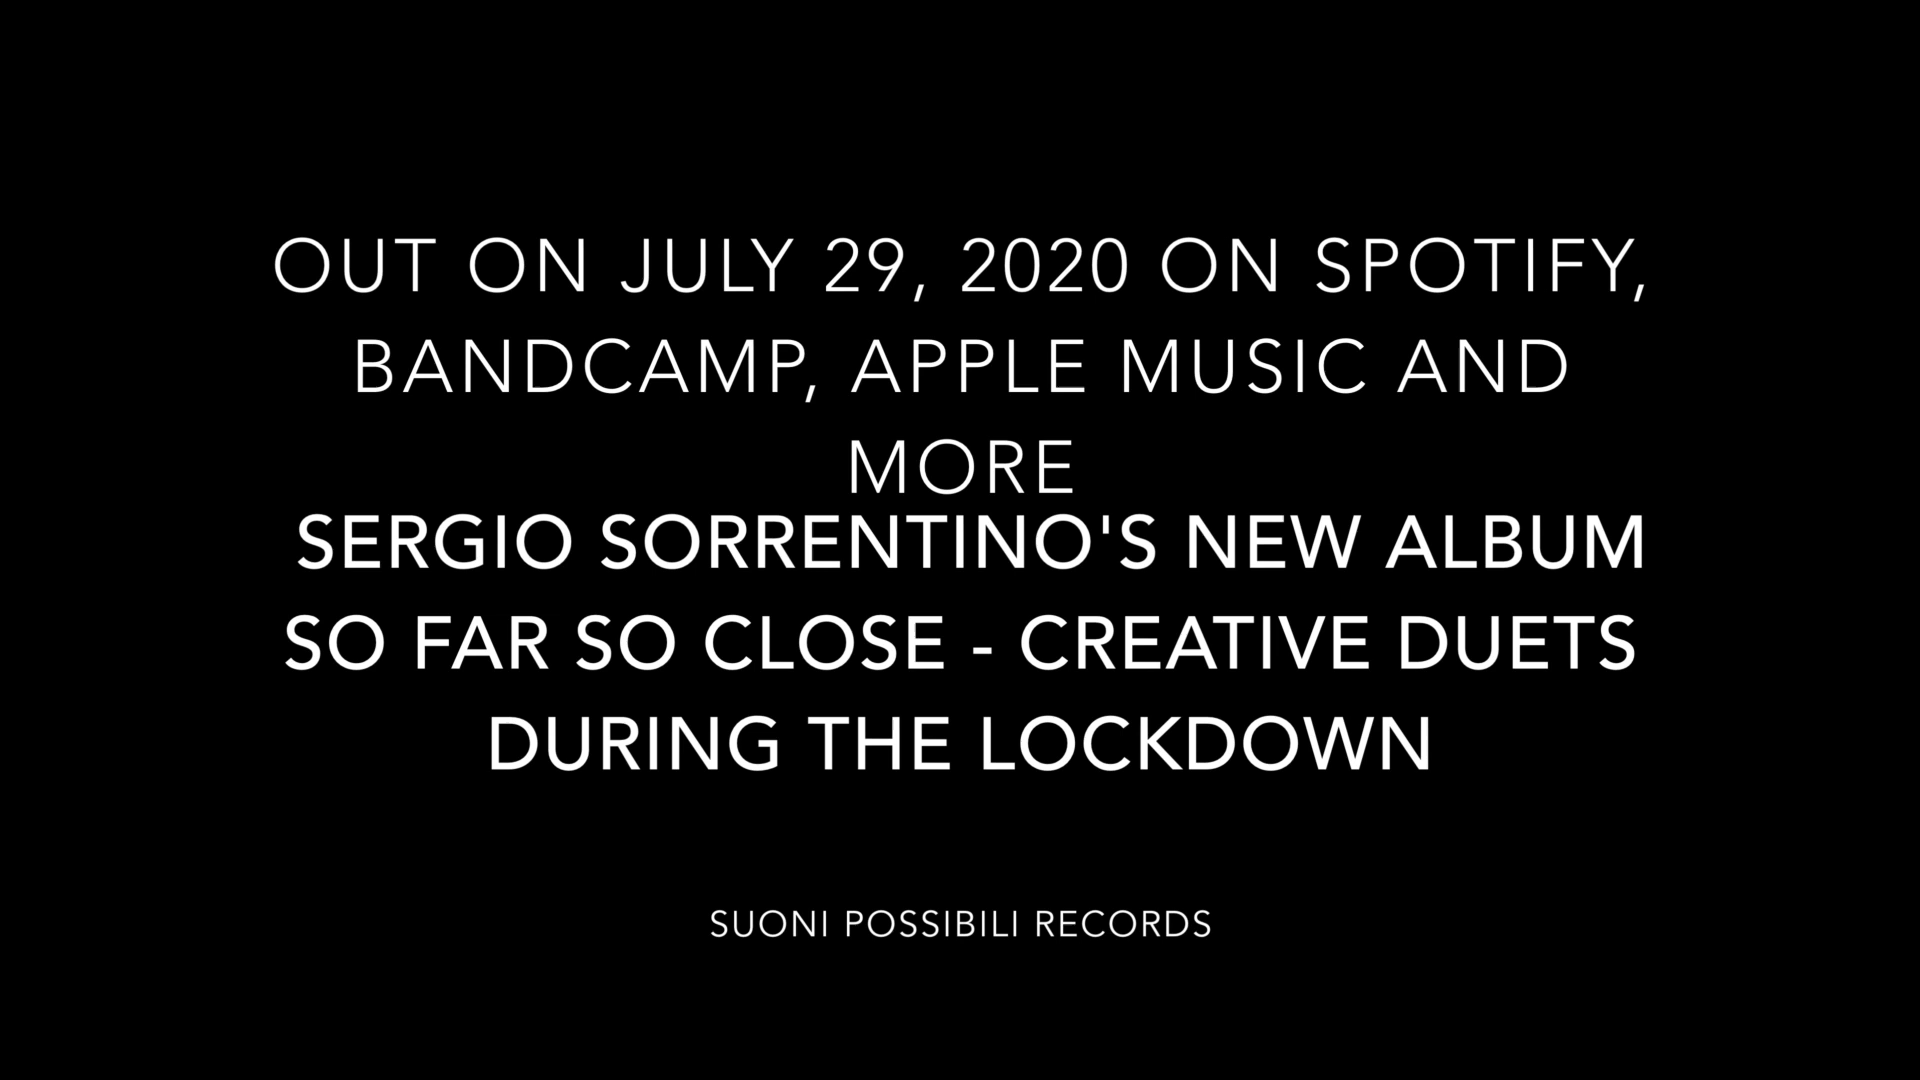 OUT ON JULY 29, 2020 ON SPOTIFY,
BANDCAMP, APPLE MUSIC AND
MORE
SERGIO SORRENTINO'S NEW ALBUM
SO FAR SO CLOSE - CREATIVE DUETS
DURING THE LOCKDOWN
SUONI POSSIBILI RECORDS